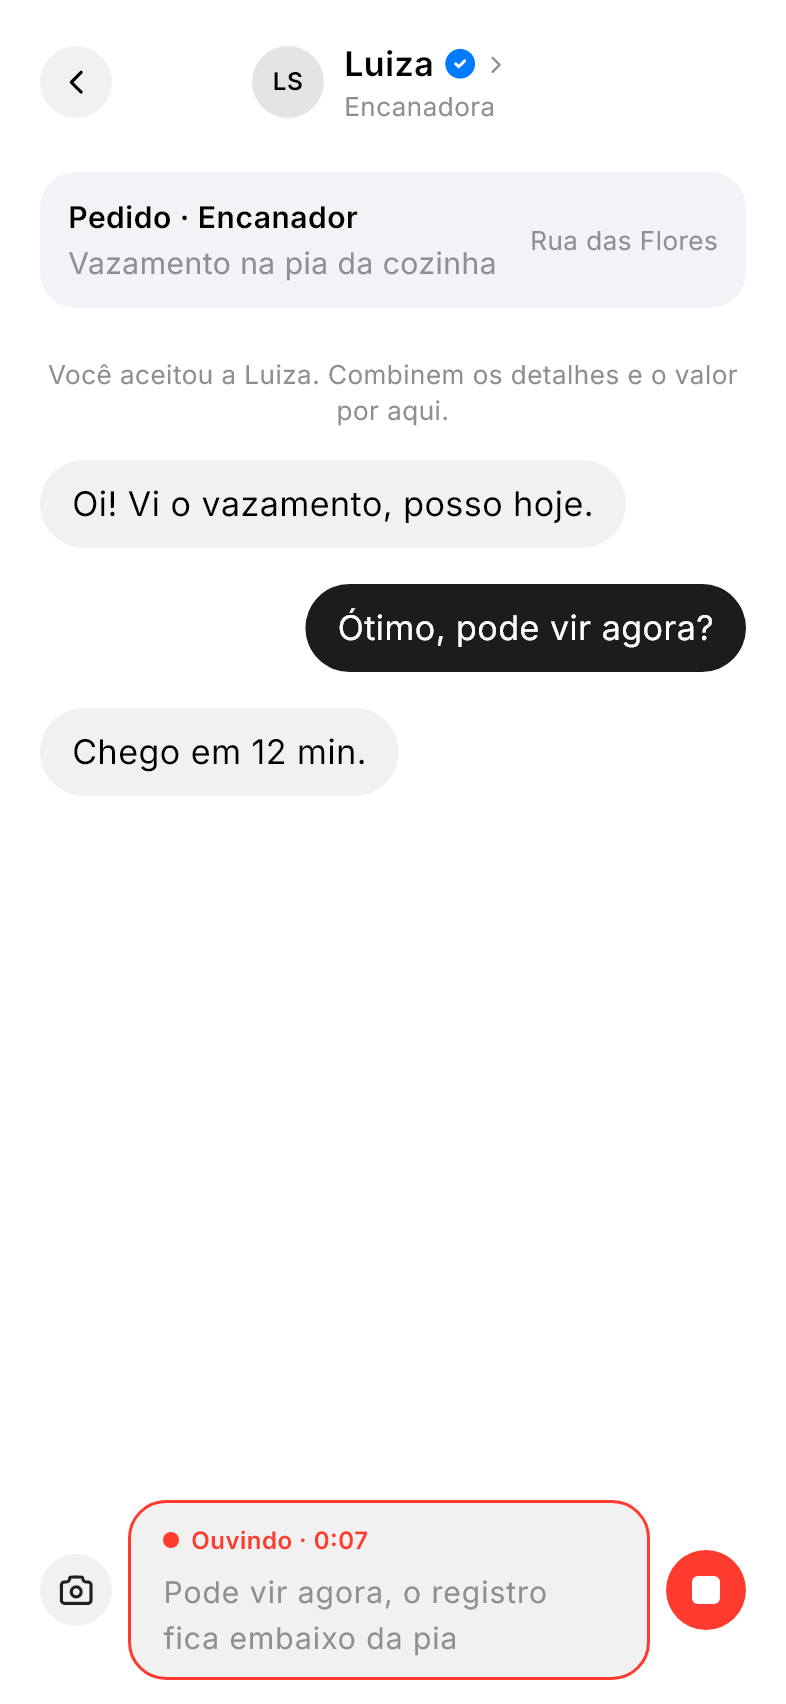 LS
Luiza
Encanadora
Pedido · Encanador
Vazamento na pia da cozinha
Rua das Flores
Você aceitou a Luiza. Combinem os detalhes e o valor
por aqui.
Oi! Vi o vazamento, posso hoje.
Ótimo, pode vir agora?
Chego em 12 min.
Ouvindo · 0:07
Pode vir agora, o registro
fica embaixo da pia